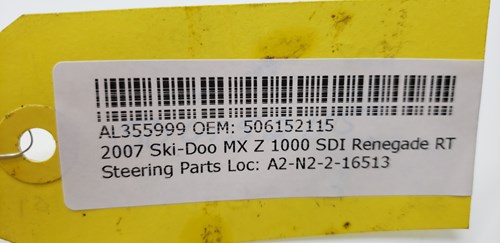 AL355999 OEM: 506152115
2007 Ski-Doo MX Z 1000 SDI Renegade RT
Steering Parts Loc: A2-N2-2-16513